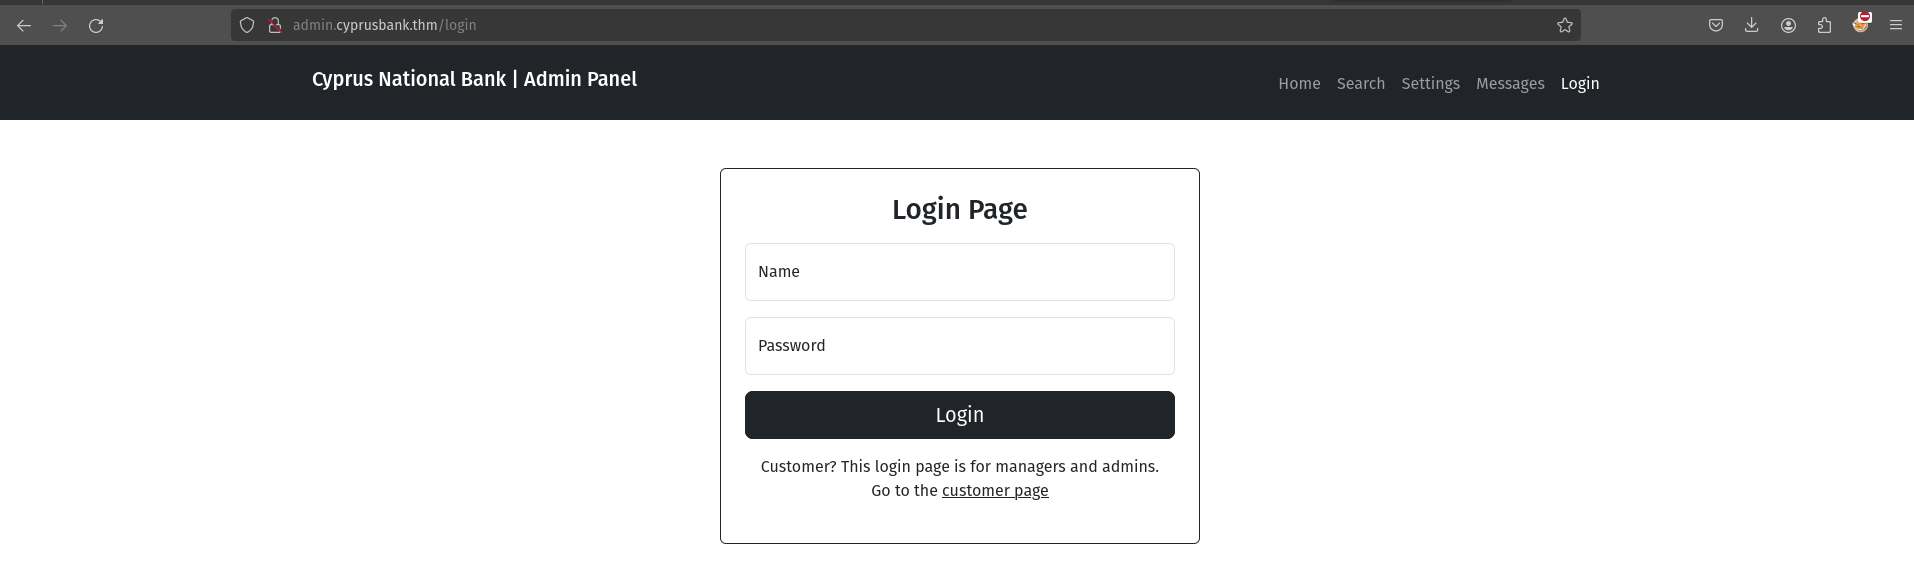 admin.cyprusbank.thm/login
Cyprus National Bank | Admin Panel
Home Search Settings Messages Login
Login Page
Name
Password
Login
Customer? This login page is for managers and admins.
Go to the customer page